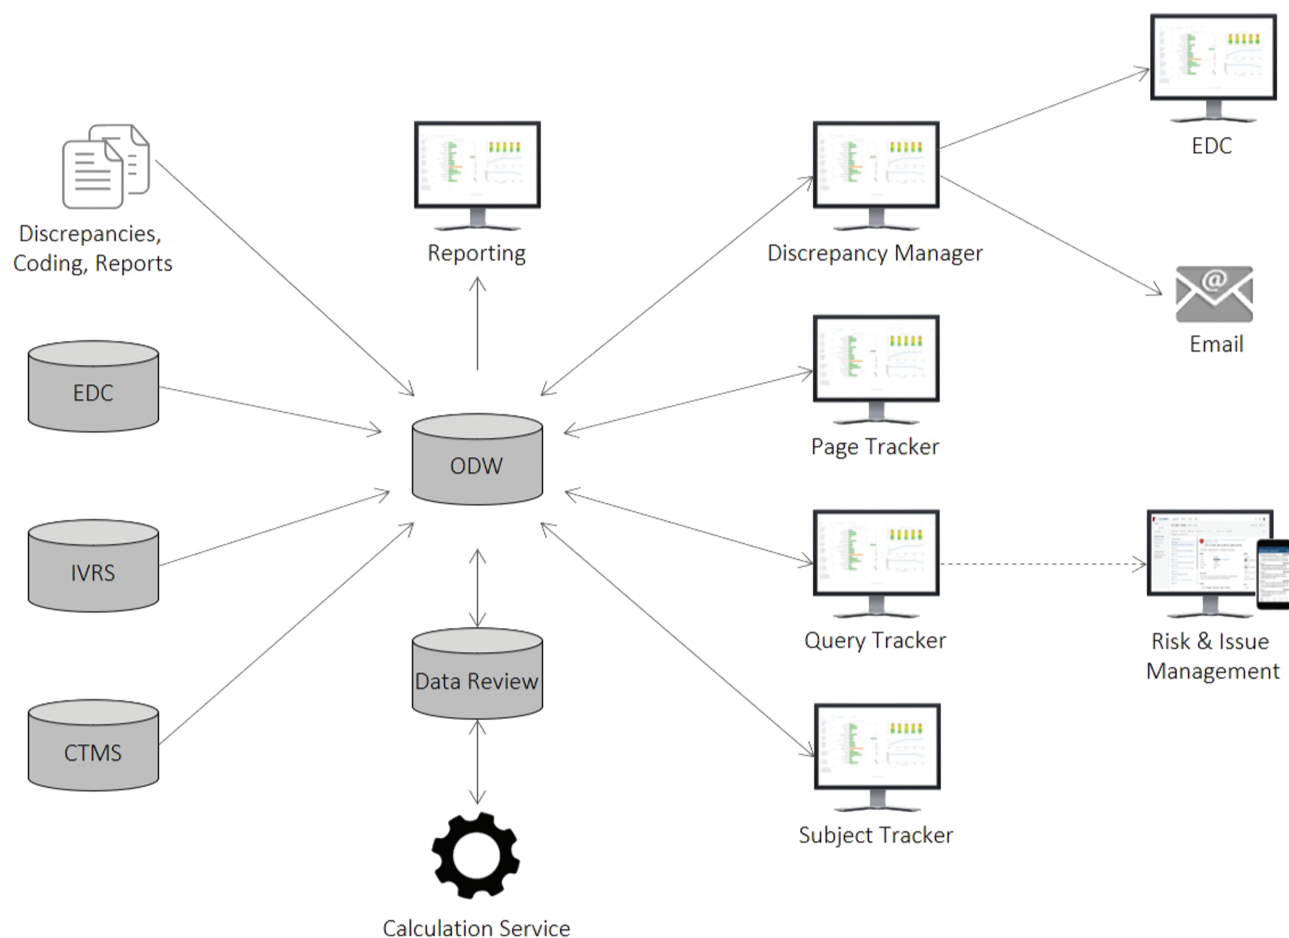 EDC
Discrepancies,
Coding, Reports
Reporting
Discrepancy Manager
@
Email
EDC
Page Tracker
ODW
IVRS
Query Tracker
Risk & Issue
Management
Data Review
CTMS
Subject Tracker
Calculation Service